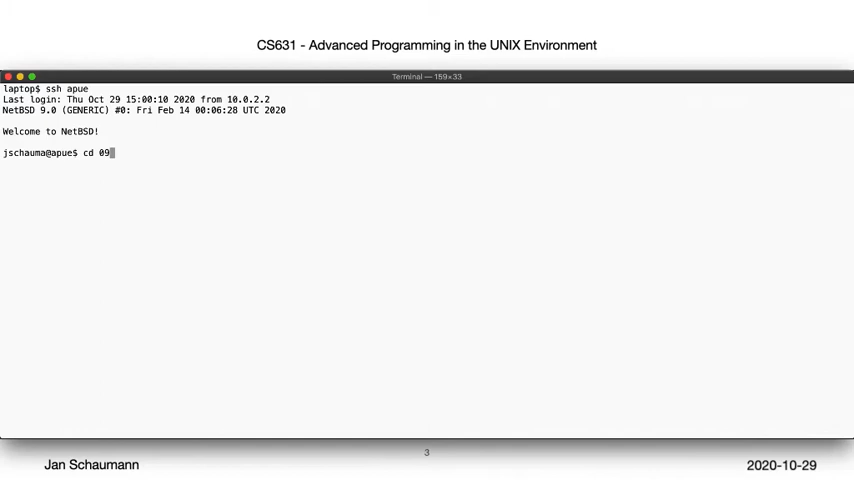 CS631 - Advanced Programming in the UNIX Environment
Terminal — 159×33
laptop$ ssh apue
Last login: Thu Oct 29 15:00:10 2020 from 10.0.2.2
NetBSD 9.0 (GENERIC) #0: Fri Feb 14 00:06:28 UTC 2020
Welcome to NetBSD!
jschauma@apue$ cd 09
3
Jan Schaumann
2020-10-29